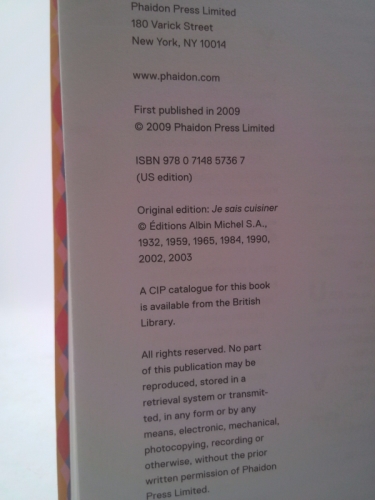 Phaidon Press Limited
180 Varick Street
New York, NY 10014
www.phaidon.com
First published in 2009
© 2009 Phaidon Press Limited
ISBN 978 0 7148 5736 7
(US edition)
Original edition: Je sais cuisiner
© Éditions Albin Michel S.A.,
1932, 1959, 1965, 1984, 1990,
2002, 2003
A CIP catalogue for this book
is available from the British
Library.
All rights reserved. No part
of this publication may be
reproduced, stored in a
retrieval system or transmit-
ted, in any form or by any
means, electronic, mechanical,
photocopying, recording or
otherwise, without the prior
written permission of Phaidon
Press Limited.